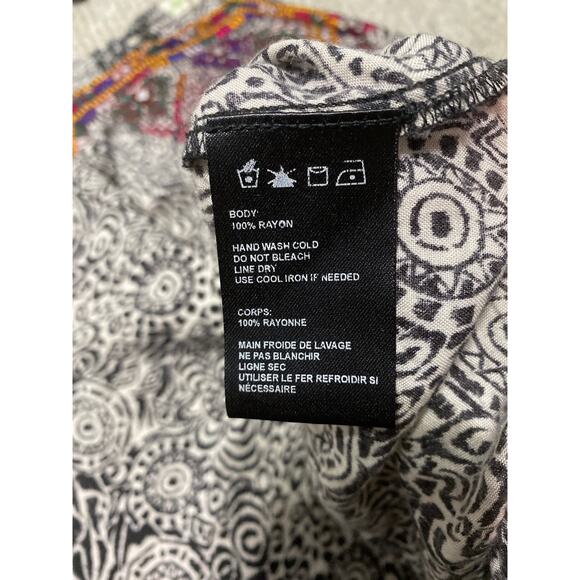 BODY:
100% RAYON
HAND WASH COLD
DO NOT BLEACH
LINE DRY
USE COOL IRON IF NEEDED
CORPS:
100% RAYONNE
MAIN FROIDE DE LAVAGE
NE PAS BLANCHIR
LIGNE SEC
UTILISER LE FER REFROIDIR SI
NÉCESSAIRE